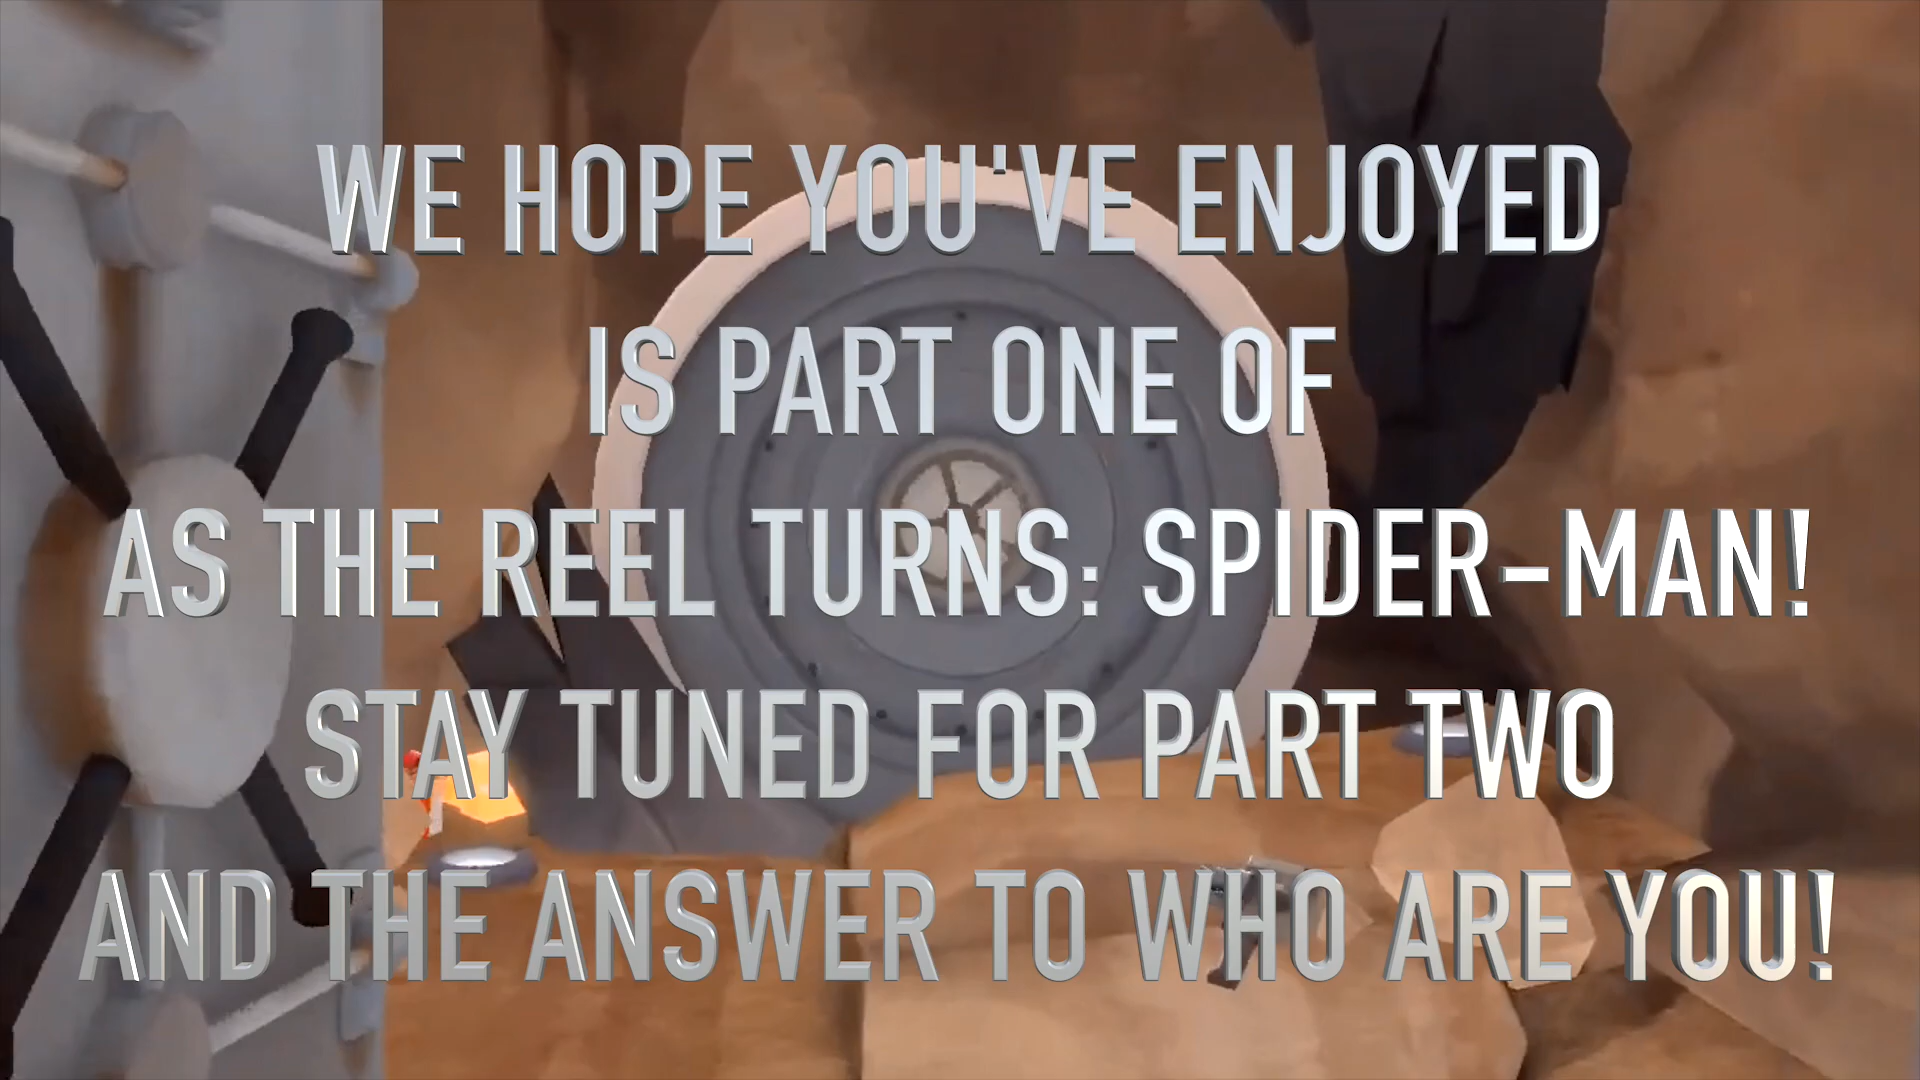 WE HOPE YOU'VE ENJOYED
IS PART ONE OF
AS THE REEL TURNS: SPIDER-MAN!
STAY TUNED FOR PART TWO
AND THE ANSWER TO WHO ARE YOU!